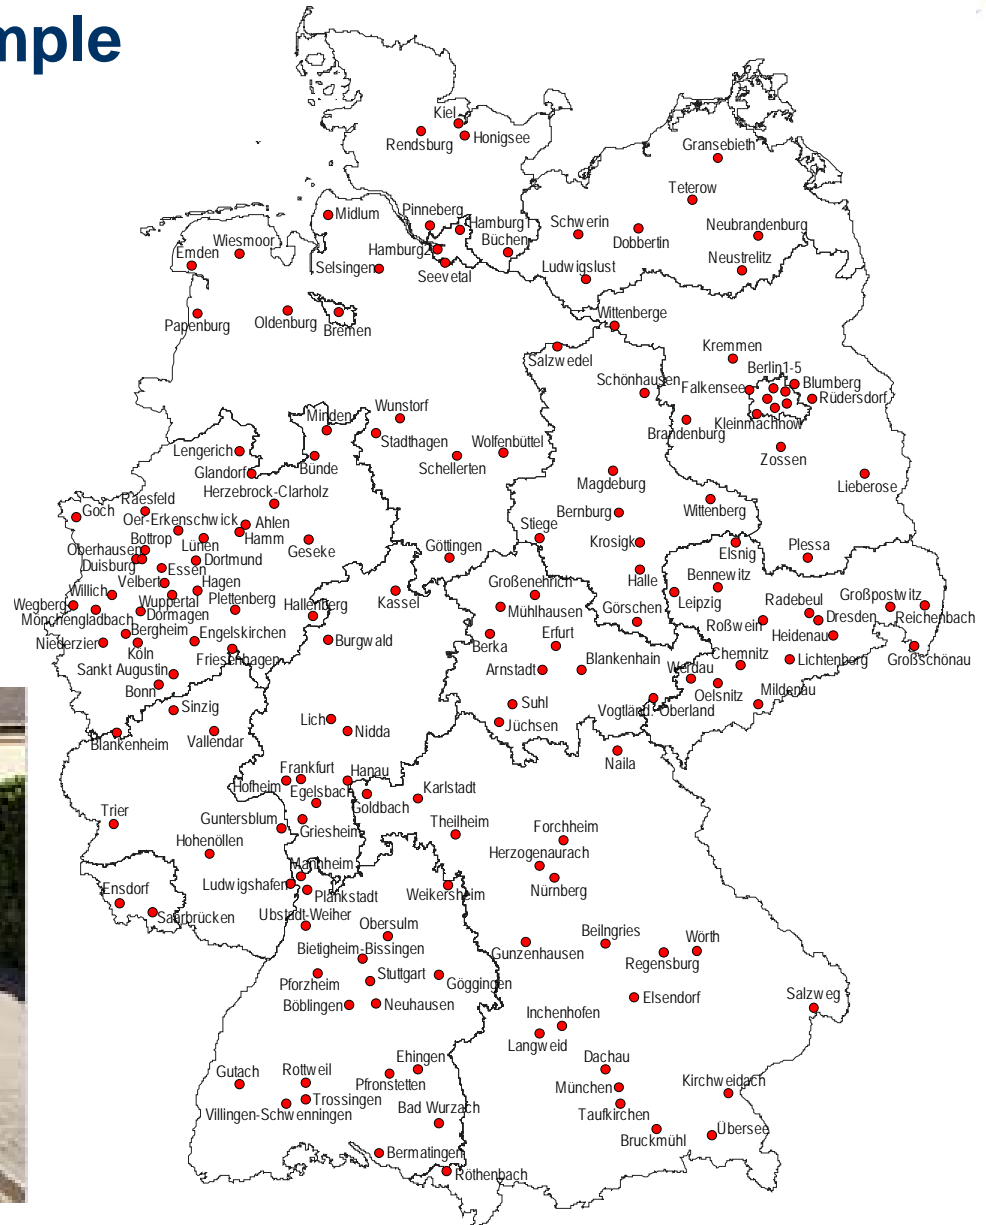 mple
Kiel
Rendsburg
Honigsee
Gransebieth
Teterow
Midlum
Pinneberg
Hamburg1
Schwerin
Dobbertin
Neubrandenburg
Wiesmoor
Emden
Hamburg2
Büchen
Selsingen
Seevetal
Ludwigslust
Neustrelitz
Papenburg
Oldenburg
Bremen
Wittenberge
Salzwedel
Kremmen
Berlin1-5
Schönhausen
Falkensee
Blumberg
Rüdersdorf
Kleinmachnow
Brandenburg
Zossen
Minden
Wunstorf
Stadthagen
Wolfenbüttel
Schellerten
Lengerich
Glandorf
Bünde
Magdeburg
Lieberose
Herzebrock-Clarholz
Raesfeld
Goch
Oer-Erkenschwick
Ahlen
Hamm
Bottrop
Lünen
Geseke
Bernburg
Wittenberg
Stiege
Krosigk
Elsnig
Plessa
Oberhausen
Duisburg
Essen
Dortmund
Göttingen
Velbert
Hagen
Willich
Wuppertal
Plettenberg
Wegberg
Mönchengladbach
Dormagen
Hallenberg
Kassel
Großenehrich
Mühlhausen
Halle
Bennewitz
Leipzig
Görschen
Großpostwitz
Radebeul
Dresden
Reichenbach
Roßwein
Heidenau
Großschönau
Niederzier
Bergheim
Köln
Engelskirchen
Friesenhagen
Burgwald
Berka
Erfurt
Arnstadt
Blankenhain
Werdau
Chemnitz
Lichtenberg
Oelsnitz
Mildenau
Sankt Augustin
Bonn
Sinzig
Suhl
Jüchsen
Vogtländ. Oberland
Blankenheim
Vallendar
Lich
Nidda
Naila
Frankfurt
Hanau
Hofheim
Egelsbach
Goldbach
Karlstadt
Trier
Guntersblum
Griesheim
Theilheim
Forchheim
Hohenöllen
Herzogenaurach
Nürnberg
Mannheim
Ensdorf
Ludwigshafen
Plankstadt
Weikersheim
Saarbrücken
Ubstadt-Weiher
Obersulm
Bietigheim-Bissingen
Gunzenhausen
Beilngries
Wörth
Regensburg
Pforzheim
Stuttgart
Göggingen
Böblingen
Neuhausen
Elsendorf
Salzweg
Inchenhofen
Langweid
Ehingen
Gutach
Rottweil
Pfronstetten
Dachau
München
Kirchweidach
Trossingen
Villingen-Schwenningen
Bad Wurzach
Taufkirchen
Bruckmühl
Übersee
Bermatingen
Röthenbach